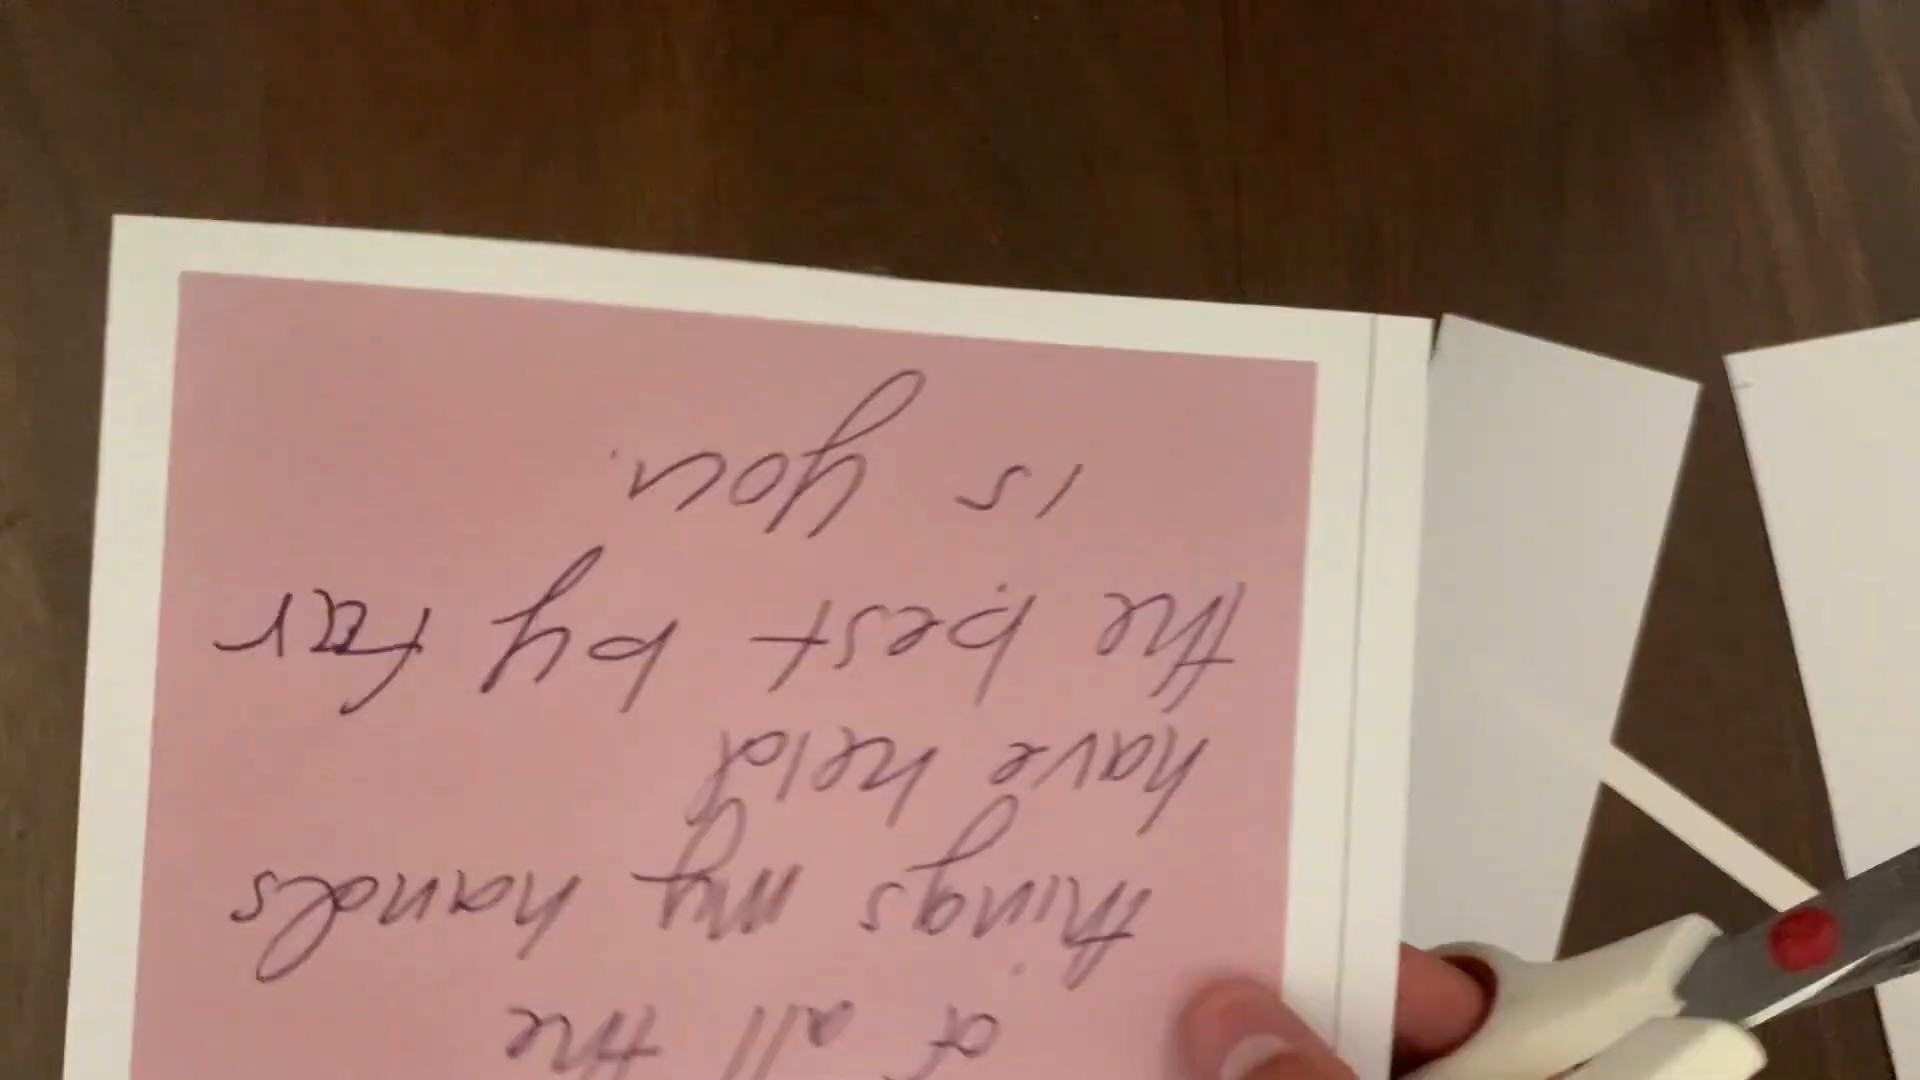 of all the
things my hands
have held
the best by far
is you.